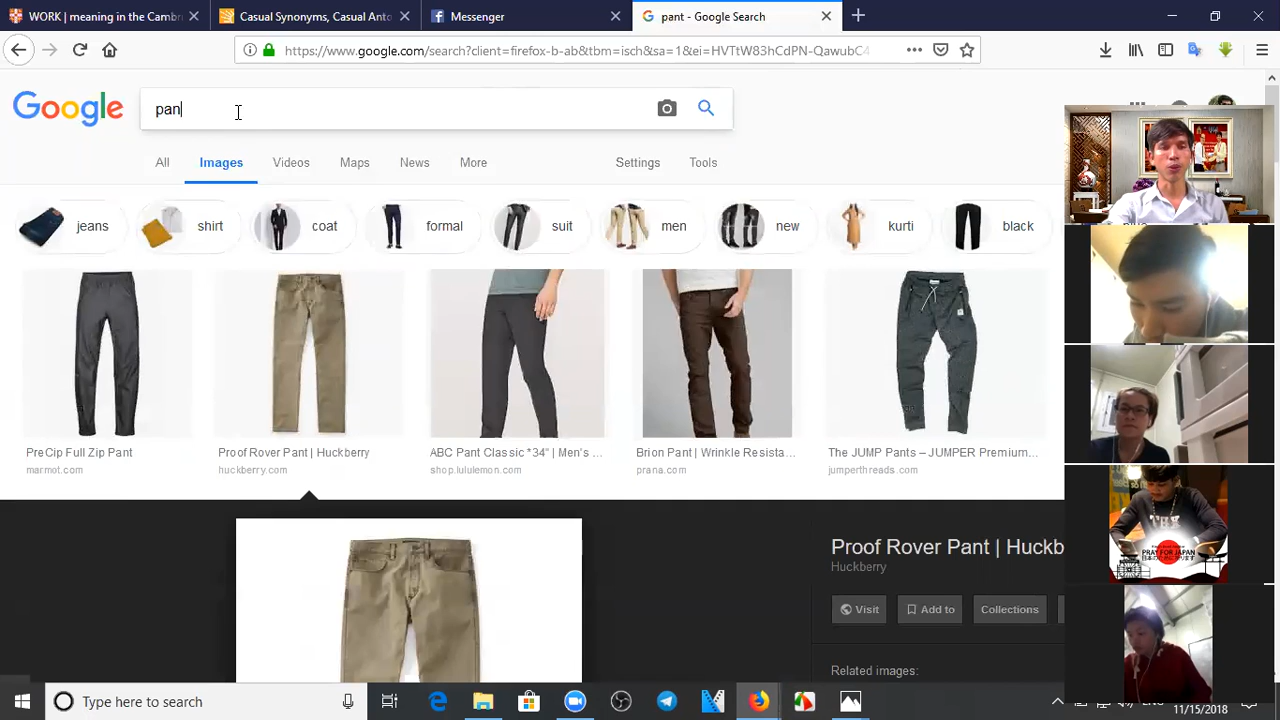 WORK | meaning in the Cambr
Casual Synonyms, Casual Anto
Messenger
pant - Google Search
https://www.google.com/search?client=firefox-b-ab&tbm=isch&sa=1&ei=HVTtW83hCdPN-QawubC4
Google
pan
All
Images
Videos
Maps
News
More
Settings
Tools
jeans
shirt
coat
formal
suit
men
new
kurti
black
PreCip Full Zip Pant
Proof Rover Pant | Huckberry
ABC Pant Classic *34" | Men's ...
Brion Pant | Wrinkle Resista...
The JUMP Pants – JUMPER Premium...
marmot.com
huckberry.com
shop.lululemon.com
prana.com
jumperthreads.com
Proof Rover Pant | Huckb
Huckberry
Visit
Add to
Collections
Related images:
PRAY FOR JAPAN
Type here to search
ENG
11/15/2018